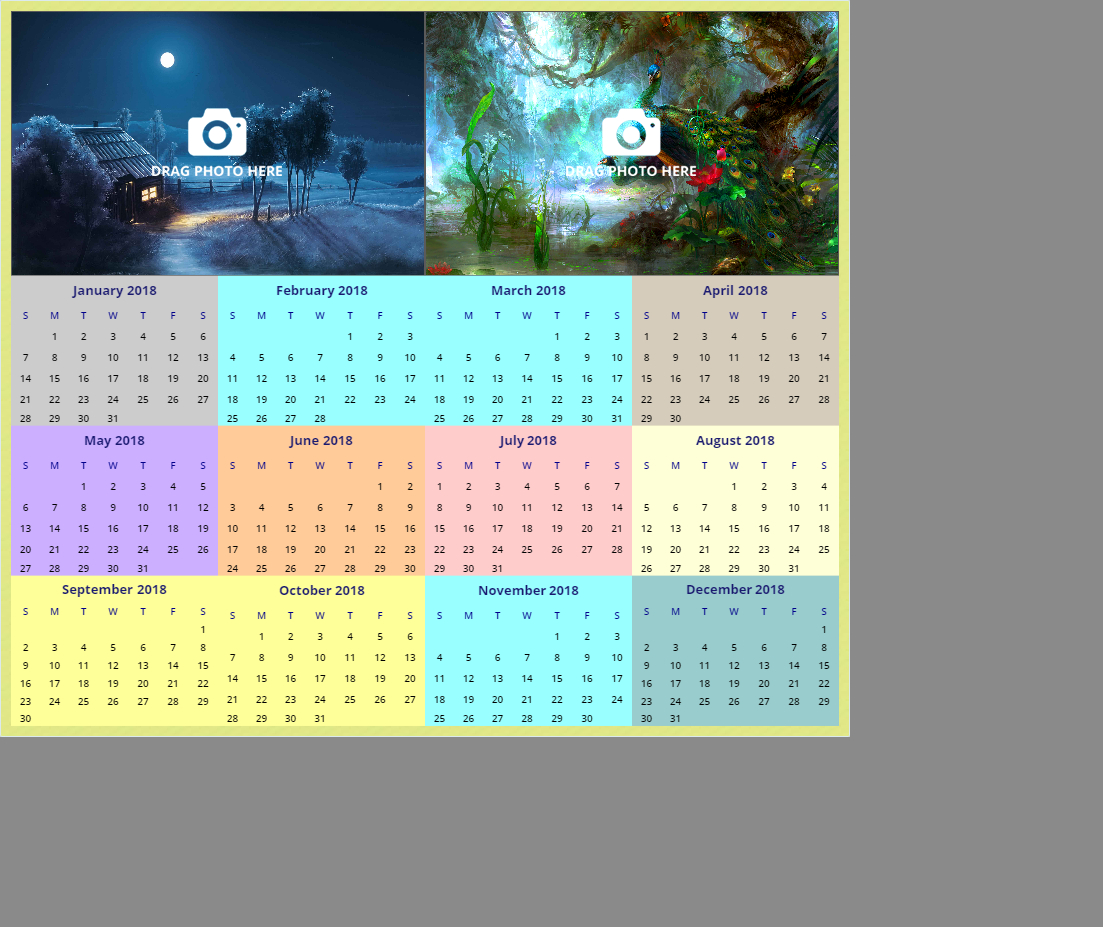 DRAG PHOTO HERE
DRAG PHOTO HERE
January 2018
S M T W T F S
1 2 3 4 5 6
7 8 9 10 11 12 13
14 15 16 17 18 19 20
21 22 23 24 25 26 27
28 29 30 31
February 2018
S M T W T F S
1 2 3
4 5 6 7 8 9 10
11 12 13 14 15 16 17
18 19 20 21 22 23 24
25 26 27 28
March 2018
S M T W T F S
1 2 3
4 5 6 7 8 9 10
11 12 13 14 15 16 17
18 19 20 21 22 23 24
25 26 27 28 29 30 31
April 2018
S M T W T F S
1 2 3 4 5 6 7
8 9 10 11 12 13 14
15 16 17 18 19 20 21
22 23 24 25 26 27 28
29 30
May 2018
S M T W T F S
1 2 3 4 5
6 7 8 9 10 11 12
13 14 15 16 17 18 19
20 21 22 23 24 25 26
27 28 29 30 31
June 2018
S M T W T F S
1 2
3 4 5 6 7 8 9
10 11 12 13 14 15 16
17 18 19 20 21 22 23
24 25 26 27 28 29 30
July 2018
S M T W T F S
1 2 3 4 5 6 7
8 9 10 11 12 13 14
15 16 17 18 19 20 21
22 23 24 25 26 27 28
29 30 31
August 2018
S M T W T F S
1 2 3 4
5 6 7 8 9 10 11
12 13 14 15 16 17 18
19 20 21 22 23 24 25
26 27 28 29 30 31
September 2018
S M T W T F S
1
2 3 4 5 6 7 8
9 10 11 12 13 14 15
16 17 18 19 20 21 22
23 24 25 26 27 28 29
30
October 2018
S M T W T F S
1 2 3 4 5 6
7 8 9 10 11 12 13
14 15 16 17 18 19 20
21 22 23 24 25 26 27
28 29 30 31
November 2018
S M T W T F S
1 2 3
4 5 6 7 8 9 10
11 12 13 14 15 16 17
18 19 20 21 22 23 24
25 26 27 28 29 30
December 2018
S M T W T F S
1
2 3 4 5 6 7 8
9 10 11 12 13 14 15
16 17 18 19 20 21 22
23 24 25 26 27 28 29
30 31